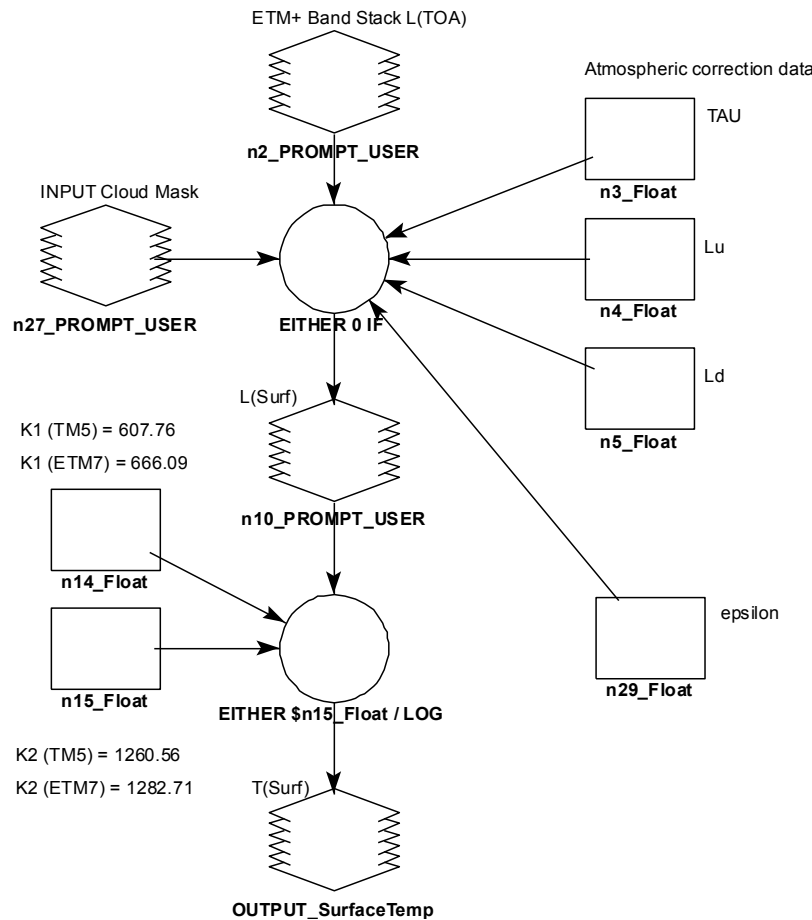 ETM+ Band Stack L(TOA)
n2_PROMPT_USER
Atmospheric correction data
TAU
n3_Float
INPUT Cloud Mask
n27_PROMPT_USER
EITHER 0 IF
Lu
n4_Float
Ld
n5_Float
L(Surf)
n10_PROMPT_USER
K1 (TM5) = 607.76
K1 (ETM7) = 666.09
n14_Float
n15_Float
epsilon
n29_Float
EITHER $n15_Float / LOG
K2 (TM5) = 1260.56
K2 (ETM7) = 1282.71
T(Surf)
OUTPUT_SurfaceTemp